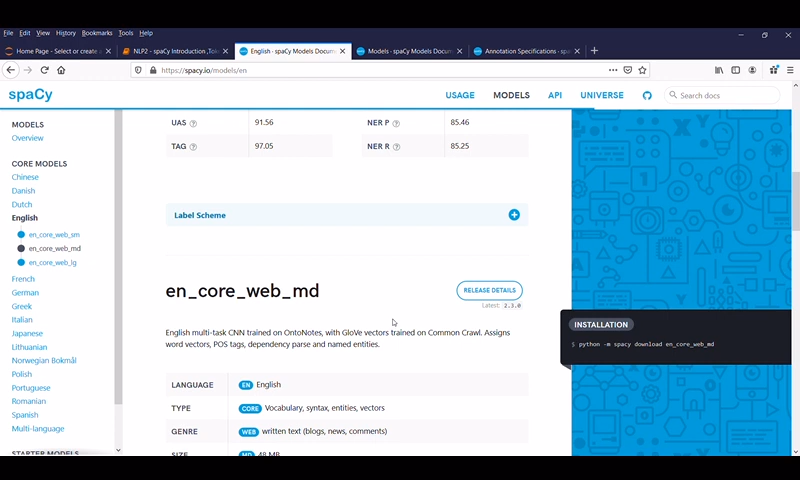 File Edit View History Bookmarks Tools Help
Home Page - Select or create a
NLP2 - spaCy Introduction ,Tok
English · spaCy Models Docum
Models · spaCy Models Docum
Annotation Specifications · spa
https://spacy.io/models/en
spaCy
USAGE MODELS API UNIVERSE
Search docs
MODELS
Overview
CORE MODELS
Chinese
Danish
Dutch
English
en_core_web_sm
en_core_web_md
en_core_web_lg
French
German
Greek
Italian
Japanese
Lithuanian
Norwegian Bokmål
Polish
Portuguese
Romanian
Spanish
Multi-language
STARTER MODELS
UAS ? 91.56 NER P ? 85.46
TAG ? 97.05 NER R ? 85.25
Label Scheme
en_core_web_md
RELEASE DETAILS
Latest: 2.3.0
English multi-task CNN trained on OntoNotes, with GloVe vectors trained on Common Crawl. Assigns
word vectors, POS tags, dependency parse and named entities.
LANGUAGE EN English
TYPE CORE Vocabulary, syntax, entities, vectors
GENRE WEB written text (blogs, news, comments)
SIZE MD 48 MB
INSTALLATION
$ python -m spacy download en_core_web_md